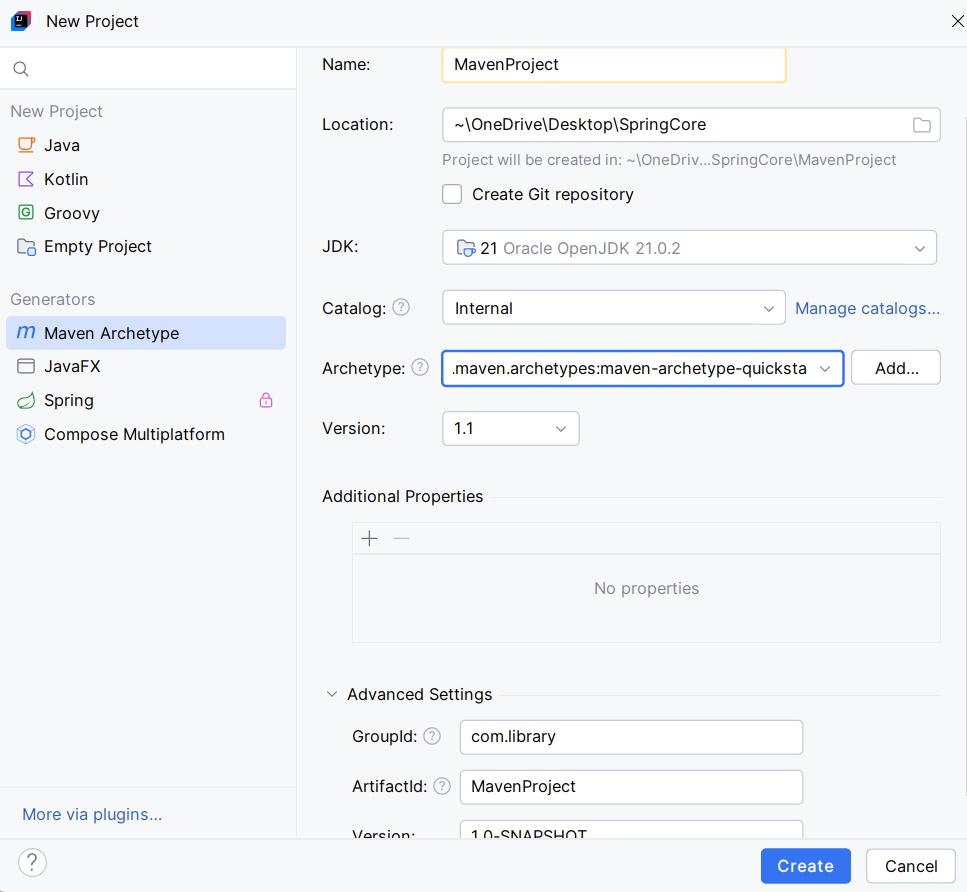 New Project
New Project
Java
Kotlin
Groovy
Empty Project
Generators
Maven Archetype
JavaFX
Spring
Compose Multiplatform
More via plugins...
Name: MavenProject
Location: ~\OneDrive\Desktop\SpringCore
Project will be created in: ~\OneDriv...SpringCore\MavenProject
Create Git repository
JDK: 21 Oracle OpenJDK 21.0.2
Catalog: ? Internal Manage catalogs...
Archetype: ? .maven.archetypes:maven-archetype-quicksta Add...
Version: 1.1
Additional Properties
No properties
Advanced Settings
GroupId: ? com.library
ArtifactId: ? MavenProject
Version: 1.0-SNAPSHOT
? Create Cancel